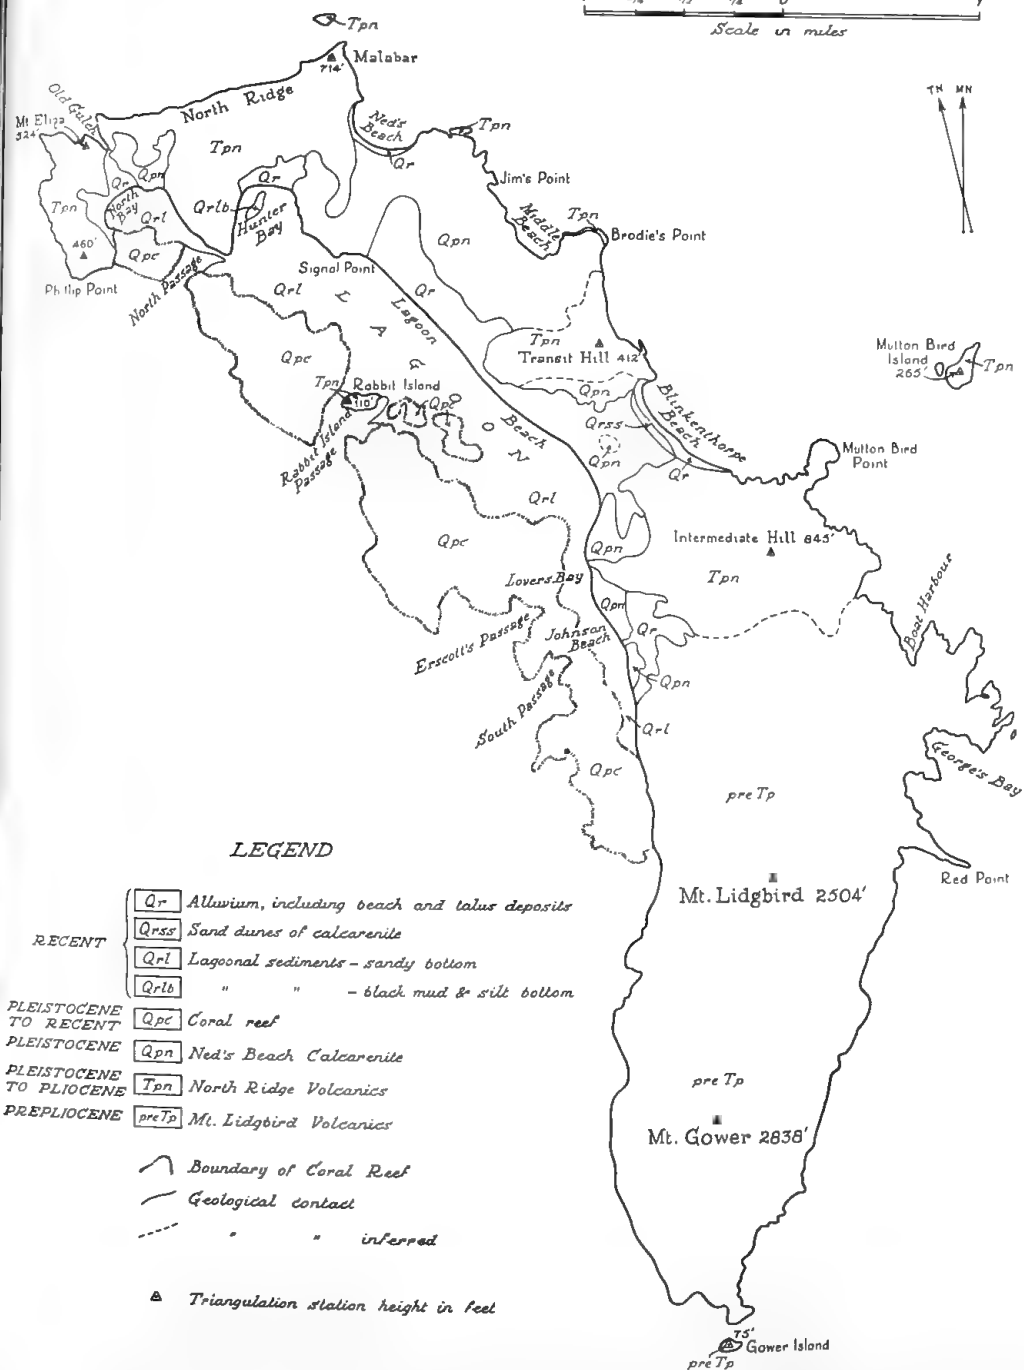 Scale in miles
Tpn
714'
Malabar
TN MN
Old Gulch
North Ridge
Mt Eliza
324'
Ned's
Beach
Tpn
Tpn
Qr
Jim's Point
Qr
Qpn
Qr
Tpn
North
Bay
Qrl
Qrlb
Hunter
Bay
Middle
Beach
Tpn
Brodie's Point
Qpn
460'
Qpc
Phillip Point
North Passage
Signal Point
Qrl
Qr
LAGOON
Lagoon
Beach
Qpc
Tpn
Transit Hill 412'
Mutton Bird
Island
265'
Tpn
Tpn
Rabbit Island
110'
Qpc
Qpn
Blinkenthorpe
Beach
Qrss
Rabbit Island
Passage
Qpn
Qr
Mutton Bird
Point
Qrl
Qpc
Intermediate Hill 845'
Qpn
Tpn
Lovers Bay
Qpn
Boat Harbour
Erscott's Passage
Johnson
Beach
Qr
Qpn
South Passage
Qrl
Qpc
George's Bay
pre Tp
Red Point
Mt. Lidgbird 2504'
LEGEND
RECENT
Qr Alluvium, including beach and talus deposits
Qrss Sand dunes of calcarenite
Qrl Lagoonal sediments – sandy bottom
Qrlb " " – black mud & silt bottom
PLEISTOCENE
TO RECENT Qpc Coral reef
PLEISTOCENE Qpn Ned's Beach Calcarenite
PLEISTOCENE
TO PLIOCENE Tpn North Ridge Volcanics
PREPLIOCENE pre Tp Mt. Lidgbird Volcanics
Boundary of Coral Reef
Geological contact
" " inferred
Triangulation station height in feet
pre Tp
Mt. Gower 2838'
75'
Gower Island
pre Tp